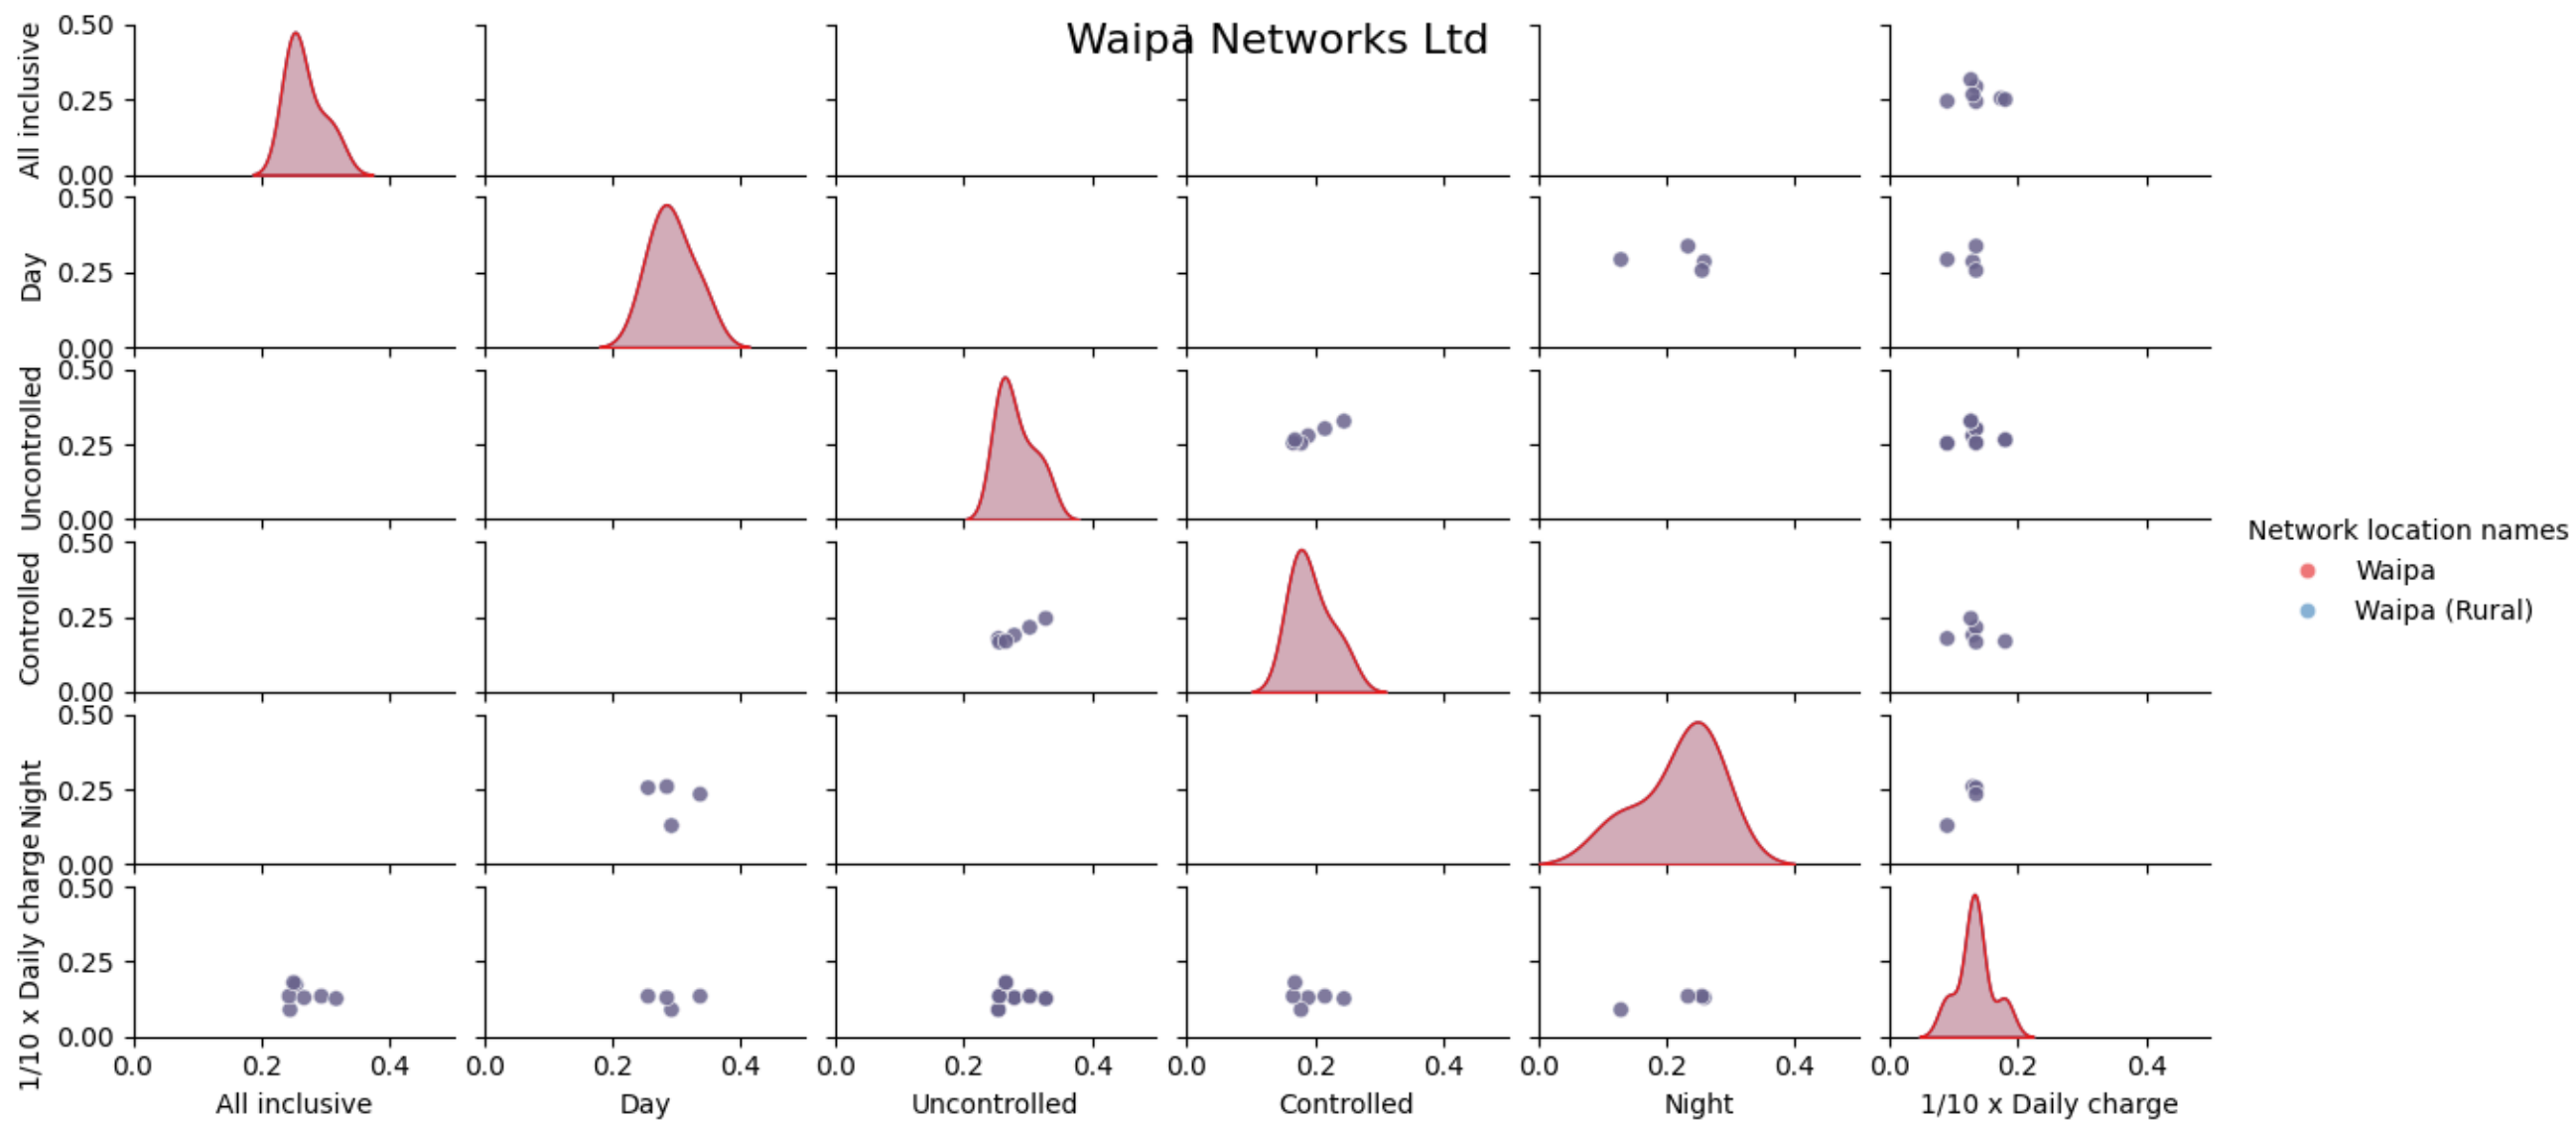 Waipa Networks Ltd
0.50
0.25
0.00
All inclusive
0.50
0.25
0.00
Day
0.50
0.25
0.00
Uncontrolled
0.50
0.25
0.00
Controlled
0.50
0.25
0.00
Night
0.50
0.25
0.00
1/10 x Daily charge
0.0 0.2 0.4 0.0 0.2 0.4 0.0 0.2 0.4 0.0 0.2 0.4 0.0 0.2 0.4 0.0 0.2 0.4
All inclusive Day Uncontrolled Controlled Night 1/10 x Daily charge
Network location names
Waipa
Waipa (Rural)